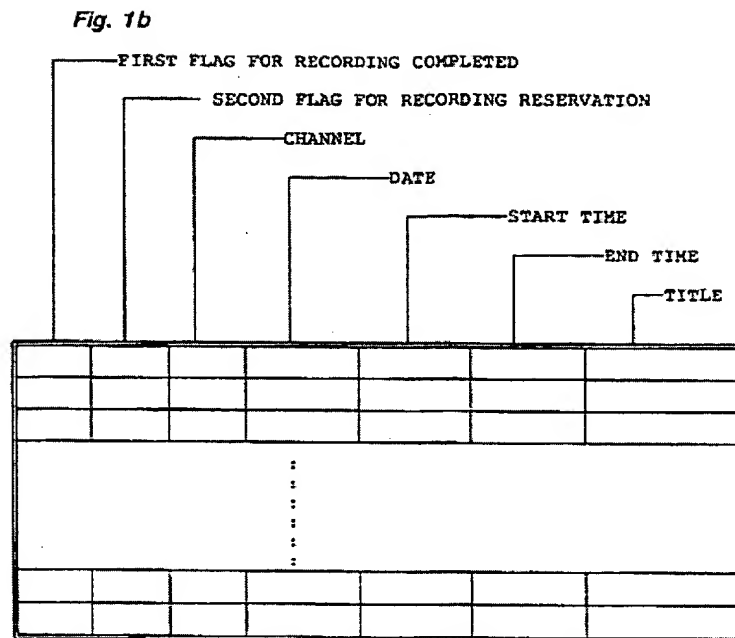 Fig. 1b
FIRST FLAG FOR RECORDING COMPLETED
SECOND FLAG FOR RECORDING RESERVATION
CHANNEL
DATE
START TIME
END TIME
TITLE